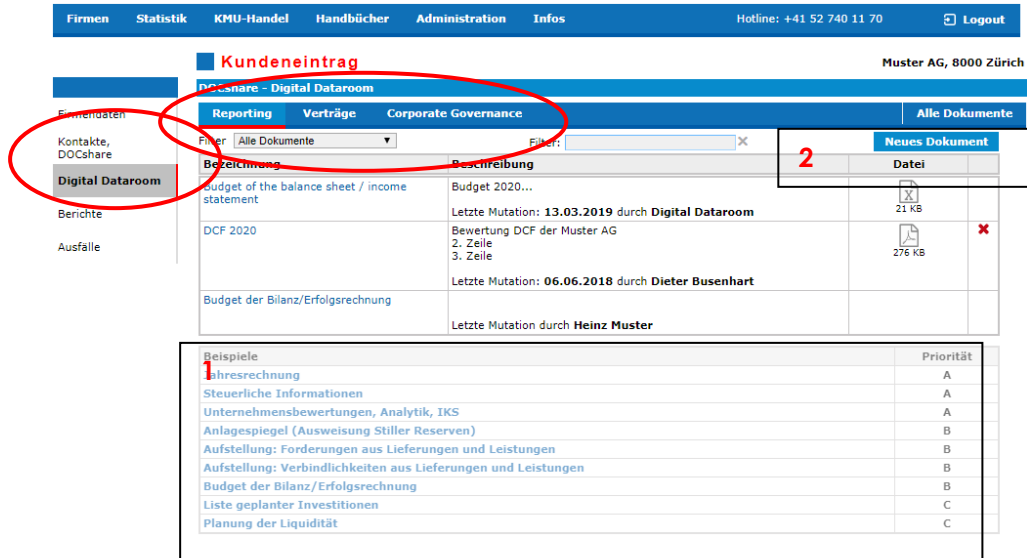 Firmen Statistik KMU-Handel Handbücher Administration Infos Hotline: +41 52 740 11 70 Logout
Kundeneintrag Muster AG, 8000 Zürich
DOCshare - Digital Dataroom
Reporting Verträge Corporate Governance Alle Dokumente
Firmendaten
Kontakte,
DOCshare
Digital Dataroom
Berichte
Ausfälle
Filter Alle Dokumente Filter: Neues Dokument
2
Bezeichnung Beschreibung Datei
Budget of the balance sheet / income
statement
Budget 2020...
Letzte Mutation: 13.03.2019 durch Digital Dataroom
21 KB
DCF 2020
Bewertung DCF der Muster AG
2. Zeile
3. Zeile
Letzte Mutation: 06.06.2018 durch Dieter Busenhart
276 KB
Budget der Bilanz/Erfolgsrechnung
Letzte Mutation durch Heinz Muster
1
Beispiele Priorität
Jahresrechnung A
Steuerliche Informationen A
Unternehmensbewertungen, Analytik, IKS A
Anlagespiegel (Ausweisung Stiller Reserven) B
Aufstellung: Forderungen aus Lieferungen und Leistungen B
Aufstellung: Verbindlichkeiten aus Lieferungen und Leistungen B
Budget der Bilanz/Erfolgsrechnung B
Liste geplanter Investitionen C
Planung der Liquidität C